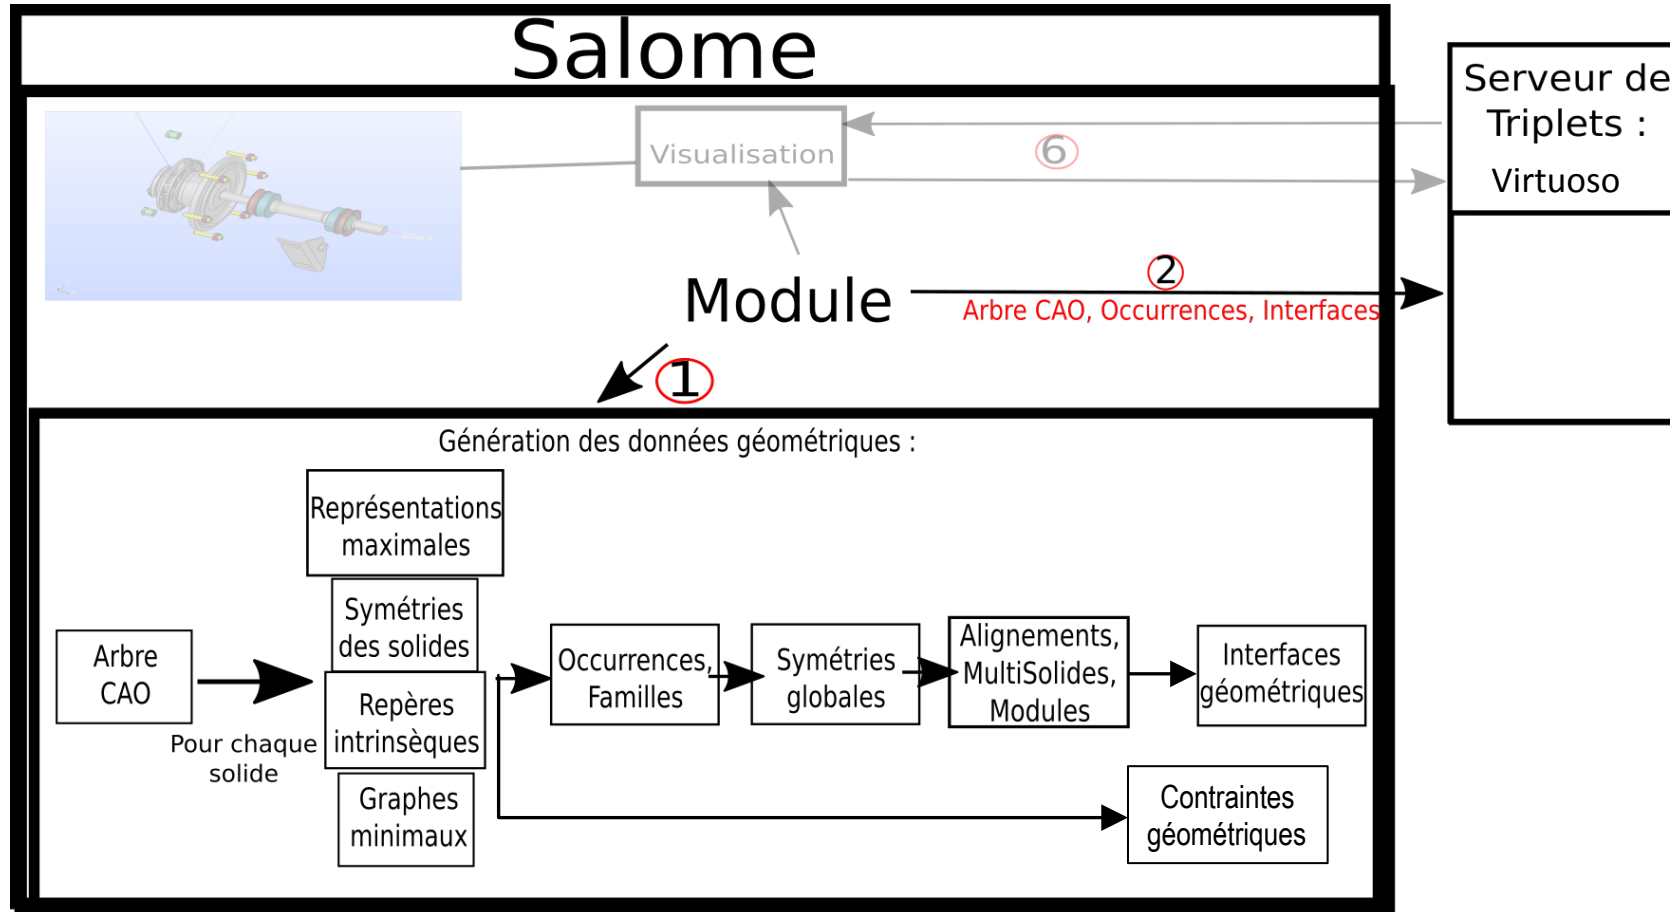 Salome
Serveur de
Triplets :
Virtuoso
Visualisation
6
2
Module
Arbre CAO, Occurrences, Interfaces
1
Génération des données géométriques :
Représentations
maximales
Symétries
des solides
Arbre
CAO
Repères
intrinsèques
Pour chaque
solide
Graphes
minimaux
Occurrences,
Familles
Symétries
globales
Alignements,
MultiSolides,
Modules
Interfaces
géométriques
Contraintes
géométriques